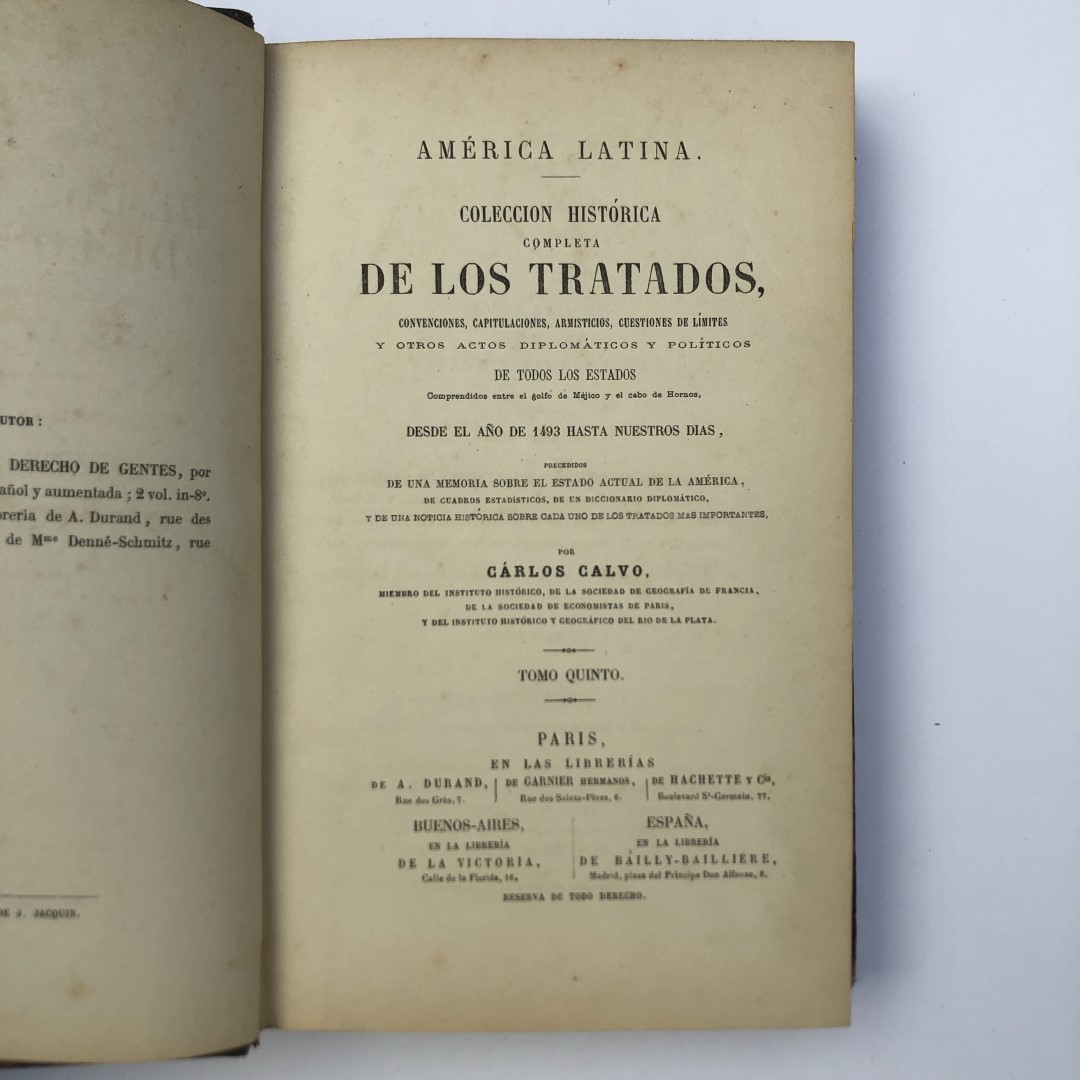 UTOR :
DERECHO DE GENTES, por
añol y aumentada ; 2 vol. in-8º.
reria de A. Durand, rue des
de Mme Denné-Schmitz, rue
DE J. JACQUIN.
AMÉRICA LATINA.
COLECCION HISTÓRICA
COMPLETA
DE LOS TRATADOS,
CONVENCIONES, CAPITULACIONES, ARMISTICIOS, CUESTIONES DE LÍMITES
Y OTROS ACTOS DIPLOMÁTICOS Y POLÍTICOS
DE TODOS LOS ESTADOS
Comprendidos entre el golfo de Méjico y el cabo de Hornos,
DESDE EL AÑO DE 1493 HASTA NUESTROS DIAS,
PRECEDIDOS
DE UNA MEMORIA SOBRE EL ESTADO ACTUAL DE LA AMÉRICA,
DE CUADROS ESTADÍSTICOS, DE UN DICCIONARIO DIPLOMÁTICO,
Y DE UNA NOTICIA HISTÓRICA SOBRE CADA UNO DE LOS TRATADOS MAS IMPORTANTES,
POR
CÁRLOS CALVO,
MIEMBRO DEL INSTITUTO HISTÓRICO, DE LA SOCIEDAD DE GEOGRAFÍA DE FRANCIA,
DE LA SOCIEDAD DE ECONOMISTAS DE PARIS,
Y DEL INSTITUTO HISTÓRICO Y GEOGRÁFICO DEL RIO DE LA PLATA.
TOMO QUINTO.
PARIS,
EN LAS LIBRERÍAS
DE A. DURAND,
Rue des Grès, 7.
DE GARNIER HERMANOS,
Rue des Saints-Pères, 6.
DE HACHETTE Y Cía,
Boulevard St-Germain, 77.
BUENOS-AIRES,
EN LA LIBRERÍA
DE LA VICTORIA,
Calle de la Florida, 16.
ESPAÑA,
EN LA LIBRERÍA
DE BAILLY-BAILLIÈRE,
Madrid, plaza del Príncipe Don Alfonso, 8.
RESERVA DE TODO DERECHO.